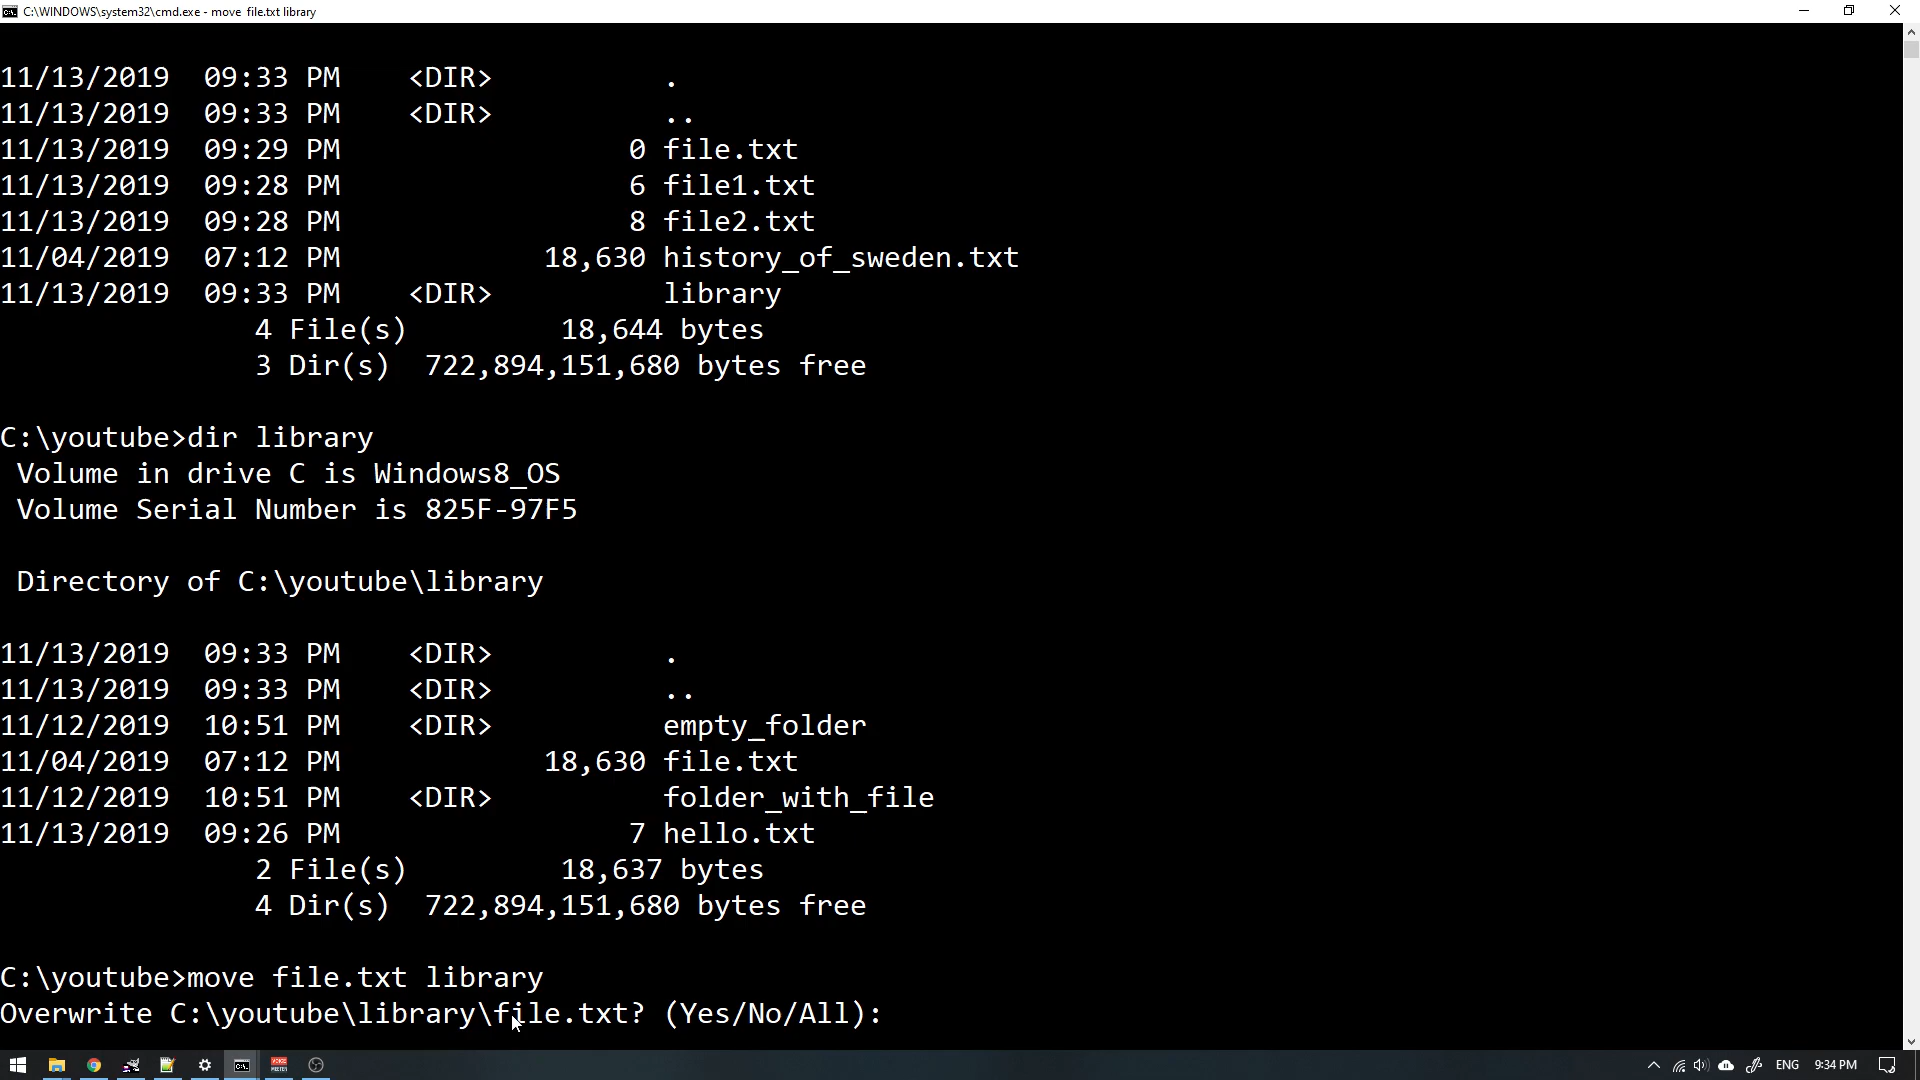 C:\WINDOWS\system32\cmd.exe - move  file.txt library
11/13/2019  09:33 PM    <DIR>          .
11/13/2019  09:33 PM    <DIR>          ..
11/13/2019  09:29 PM                 0 file.txt
11/13/2019  09:28 PM                 6 file1.txt
11/13/2019  09:28 PM                 8 file2.txt
11/04/2019  07:12 PM            18,630 history_of_sweden.txt
11/13/2019  09:33 PM    <DIR>          library
               4 File(s)         18,644 bytes
               3 Dir(s)  722,894,151,680 bytes free
C:\youtube>dir library
 Volume in drive C is Windows8_OS
 Volume Serial Number is 825F-97F5
 Directory of C:\youtube\library
11/13/2019  09:33 PM    <DIR>          .
11/13/2019  09:33 PM    <DIR>          ..
11/12/2019  10:51 PM    <DIR>          empty_folder
11/04/2019  07:12 PM            18,630 file.txt
11/12/2019  10:51 PM    <DIR>          folder_with_file
11/13/2019  09:26 PM                 7 hello.txt
               2 File(s)         18,637 bytes
               4 Dir(s)  722,894,151,680 bytes free
C:\youtube>move file.txt library
Overwrite C:\youtube\library\file.txt? (Yes/No/All):
ENG 9:34 PM